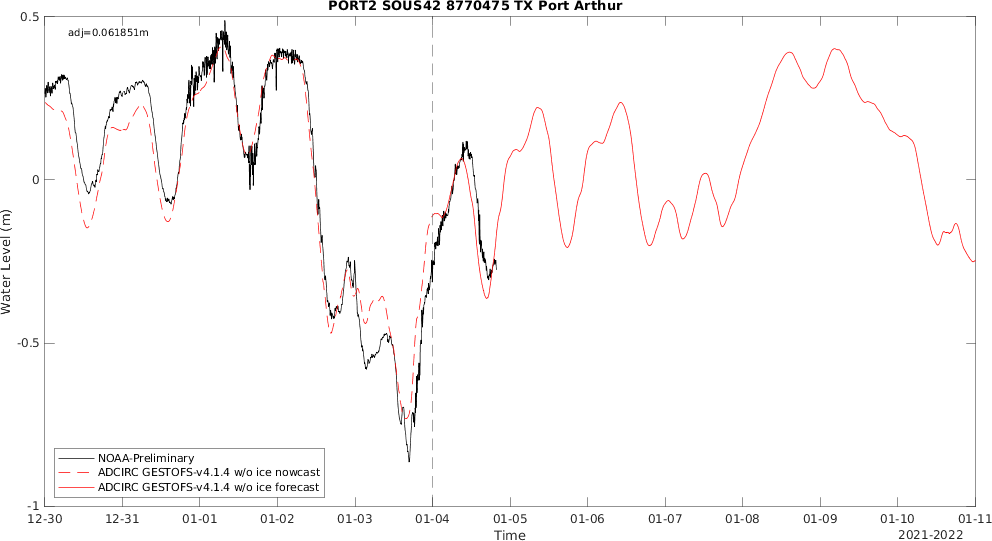 PORT2 SOUS42 8770475 TX Port Arthur
adj=0.061851m
0.5
0
-0.5
-1
Water Level (m)
NOAA-Preliminary
ADCIRC GESTOFS-v4.1.4 w/o ice nowcast
ADCIRC GESTOFS-v4.1.4 w/o ice forecast
12-30 12-31 01-01 01-02 01-03 01-04 01-05 01-06 01-07 01-08 01-09 01-10 01-11
Time
2021-2022